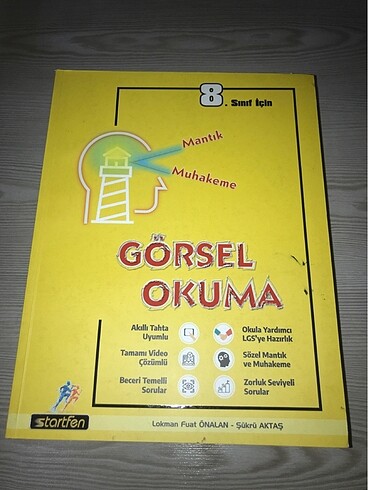 8. Sınıf İçin
Mantık
Muhakeme
GÖRSEL
OKUMA
Akıllı Tahta
Uyumlu
Okula Yardımcı
LGS'ye Hazırlık
Tamamı Video
Çözümlü
Sözel Mantık
ve Muhakeme
Beceri Temelli
Sorular
Zorluk Seviyeli
Sorular
startfen
Lokman Fuat ÖNALAN - Şükrü AKTAŞ